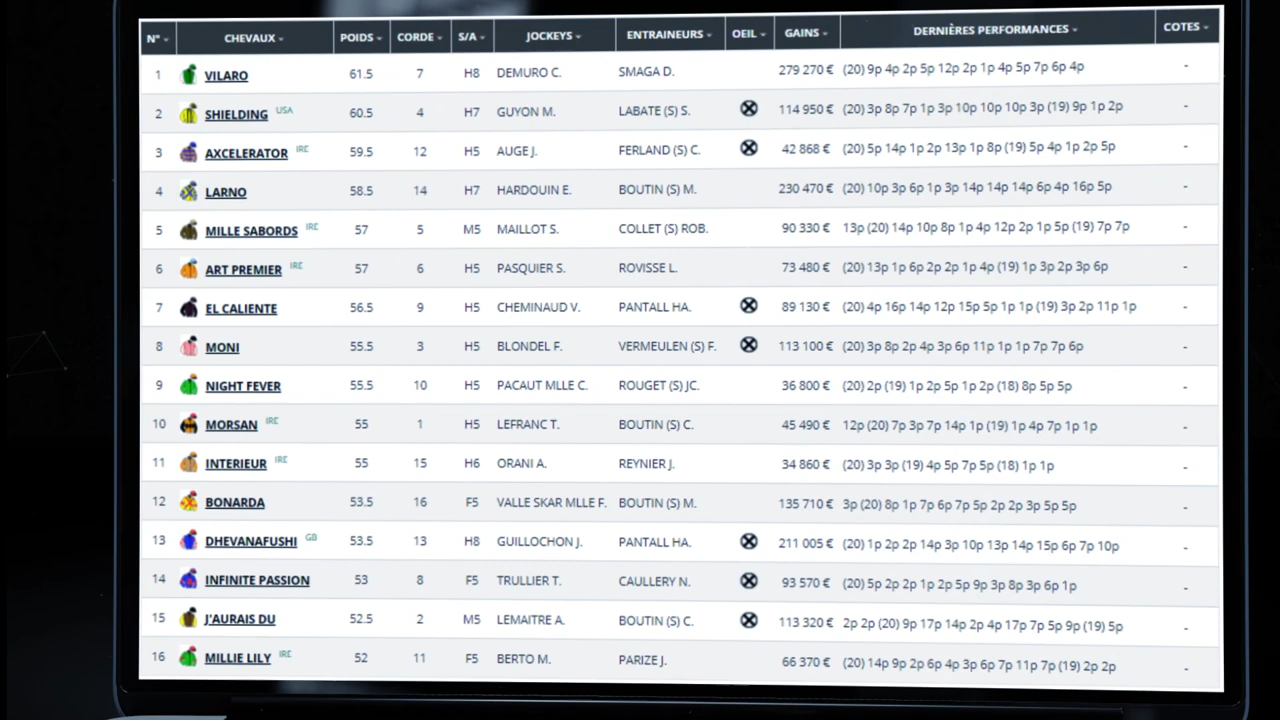 N° CHEVAUX POIDS CORDE S/A JOCKEYS ENTRAINEURS OEIL GAINS DERNIÈRES PERFORMANCES COTES
1 VILARO 61.5 7 H8 DEMURO C. SMAGA D. 279 270 € (20) 9p 4p 2p 5p 12p 2p 1p 4p 5p 7p 6p 4p -
2 SHIELDING USA 60.5 4 H7 GUYON M. LABATE (S) S. 114 950 € (20) 3p 8p 7p 1p 3p 10p 10p 10p 3p (19) 9p 1p 2p -
3 AXCELERATOR IRE 59.5 12 H5 AUGE J. FERLAND (S) C. 42 868 € (20) 5p 14p 1p 2p 13p 1p 8p (19) 5p 4p 1p 2p 5p -
4 LARNO 58.5 14 H7 HARDOUIN E. BOUTIN (S) M. 230 470 € (20) 10p 3p 6p 1p 3p 14p 14p 14p 6p 4p 16p 5p -
5 MILLE SABORDS IRE 57 5 M5 MAILLOT S. COLLET (S) ROB. 90 330 € 13p (20) 14p 10p 8p 1p 4p 12p 2p 1p 5p (19) 7p 7p -
6 ART PREMIER IRE 57 6 H5 PASQUIER S. ROVISSE L. 73 480 € (20) 13p 1p 6p 2p 2p 1p 4p (19) 1p 3p 2p 3p 6p -
7 EL CALIENTE 56.5 9 H5 CHEMINAUD V. PANTALL HA. 89 130 € (20) 4p 16p 14p 12p 15p 5p 1p 1p (19) 3p 2p 11p 1p -
8 MONI 55.5 3 H5 BLONDEL F. VERMEULEN (S) F. 113 100 € (20) 3p 8p 2p 4p 3p 6p 11p 1p 1p 7p 7p 6p -
9 NIGHT FEVER 55.5 10 H5 PACAUT MLLE C. ROUGET (S) JC. 36 800 € (20) 2p (19) 1p 2p 5p 1p 2p (18) 8p 5p 5p -
10 MORSAN IRE 55 1 H5 LEFRANC T. BOUTIN (S) C. 45 490 € 12p (20) 7p 3p 7p 14p 1p (19) 1p 4p 7p 1p 1p -
11 INTERIEUR IRE 55 15 H6 ORANI A. REYNIER J. 34 860 € (20) 3p 3p (19) 4p 5p 7p 5p (18) 1p 1p -
12 BONARDA 53.5 16 F5 VALLE SKAR MLLE F. BOUTIN (S) M. 135 710 € 3p (20) 8p 1p 7p 6p 7p 5p 2p 2p 3p 5p 5p -
13 DHEVANAFUSHI GB 53.5 13 H8 GUILLOCHON J. PANTALL HA. 211 005 € (20) 1p 2p 2p 14p 3p 10p 13p 14p 15p 6p 7p 10p -
14 INFINITE PASSION 53 8 F5 TRULLIER T. CAULLERY N. 93 570 € (20) 5p 2p 2p 1p 2p 5p 9p 3p 8p 3p 6p 1p -
15 J'AURAIS DU 52.5 2 M5 LEMAITRE A. BOUTIN (S) C. 113 320 € 2p 2p (20) 9p 17p 14p 2p 4p 17p 7p 5p 9p (19) 5p -
16 MILLIE LILY IRE 52 11 F5 BERTO M. PARIZE J. 66 370 € (20) 14p 9p 2p 6p 4p 3p 6p 7p 11p 7p (19) 2p 2p -